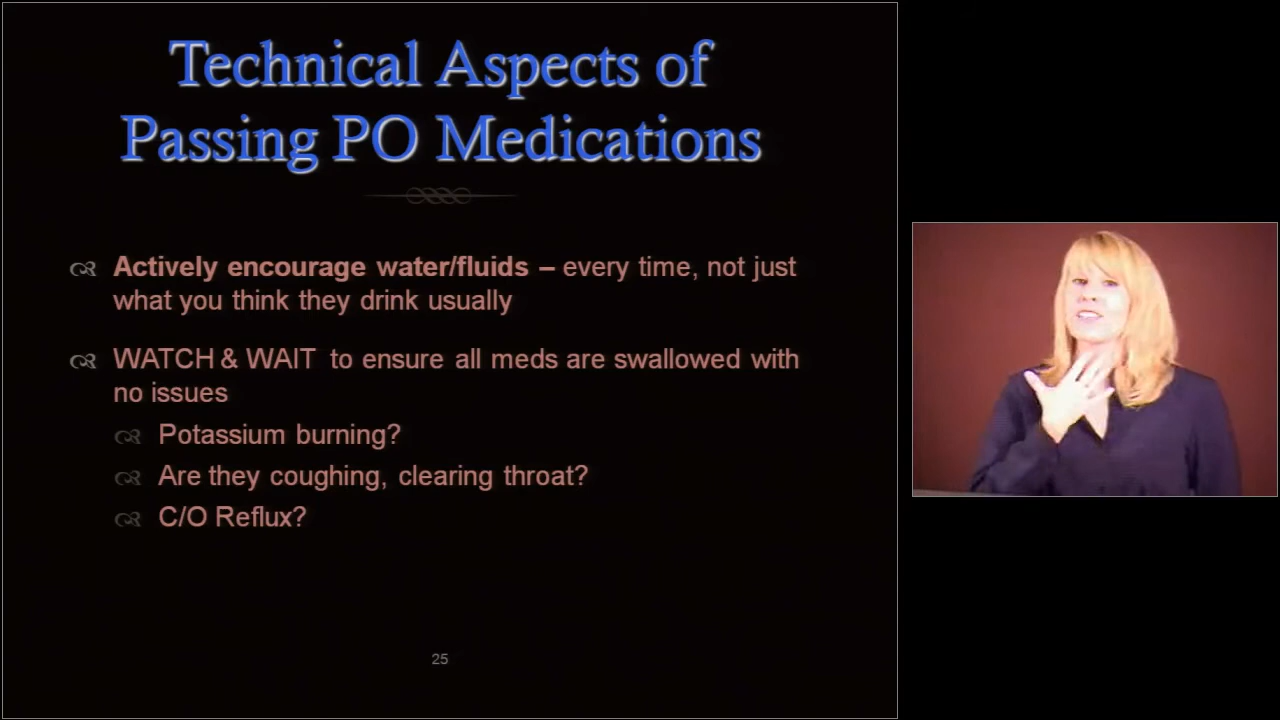 Technical Aspects of
Passing PO Medications
Actively encourage water/fluids – every time, not just
what you think they drink usually
WATCH & WAIT to ensure all meds are swallowed with
no issues
Potassium burning?
Are they coughing, clearing throat?
C/O Reflux?
25